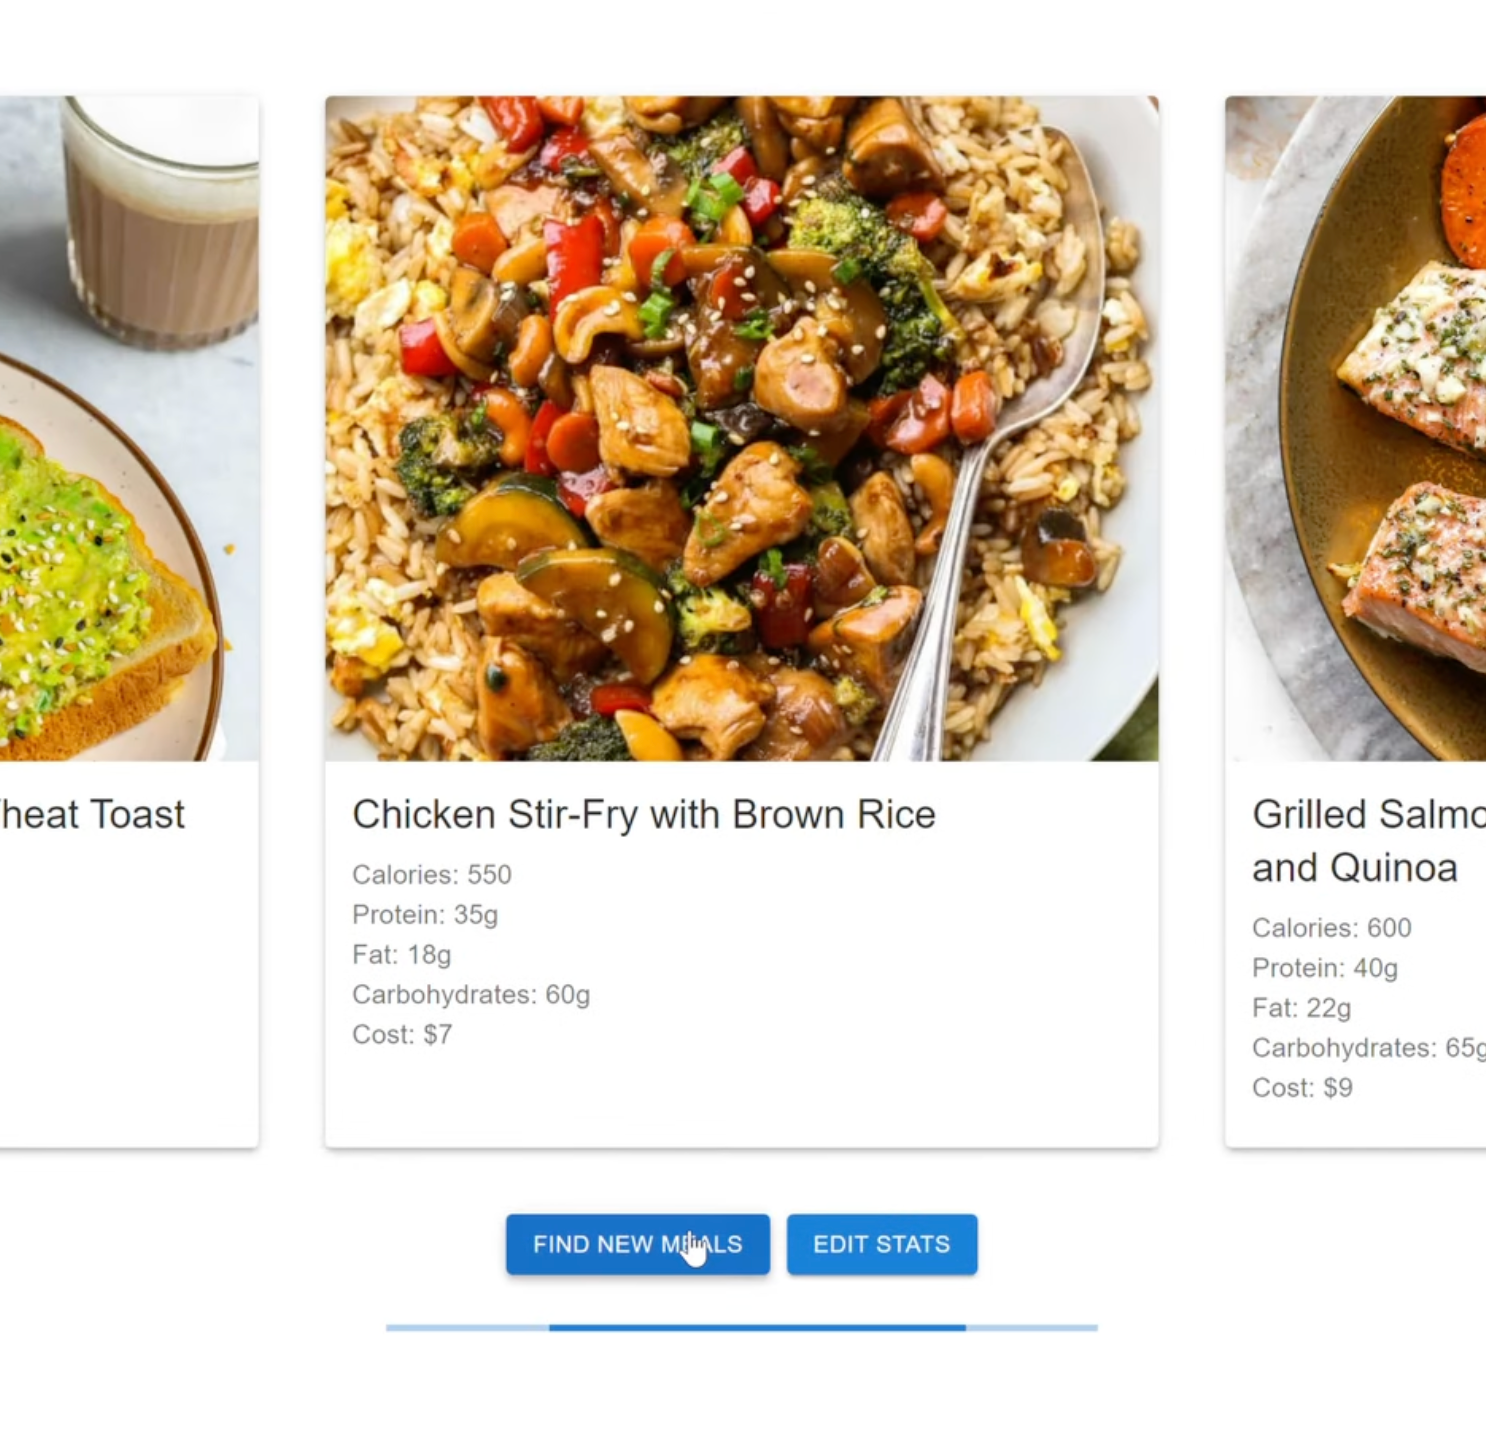 heat Toast
Chicken Stir-Fry with Brown Rice
Calories: 550
Protein: 35g
Fat: 18g
Carbohydrates: 60g
Cost: $7
Grilled Salmo
and Quinoa
Calories: 600
Protein: 40g
Fat: 22g
Carbohydrates: 65g
Cost: $9
FIND NEW MEALS
EDIT STATS